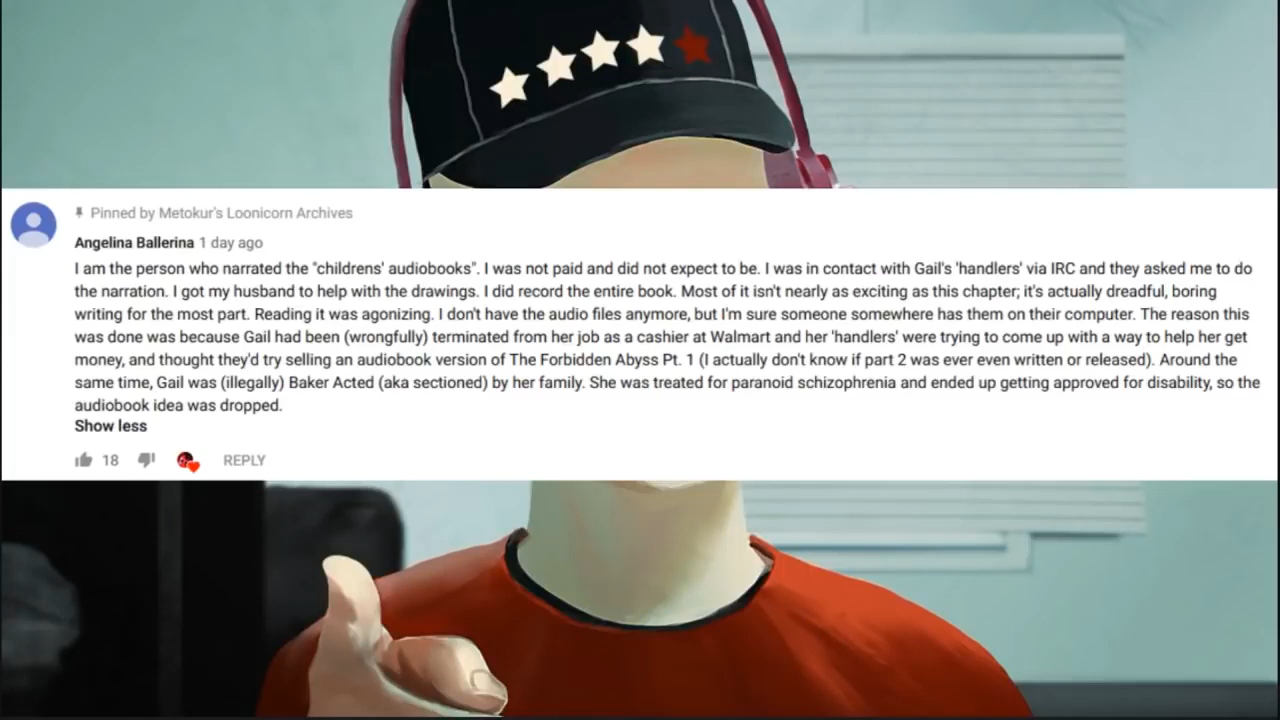 Pinned by Metokur's Loonicorn Archives
Angelina Ballerina 1 day ago
I am the person who narrated the "childrens' audiobooks". I was not paid and did not expect to be. I was in contact with Gail's 'handlers' via IRC and they asked me to do
the narration. I got my husband to help with the drawings. I did record the entire book. Most of it isn't nearly as exciting as this chapter; it's actually dreadful, boring
writing for the most part. Reading it was agonizing. I don't have the audio files anymore, but I'm sure someone somewhere has them on their computer. The reason this
was done was because Gail had been (wrongfully) terminated from her job as a cashier at Walmart and her 'handlers' were trying to come up with a way to help her get
money, and thought they'd try selling an audiobook version of The Forbidden Abyss Pt. 1 (I actually don't know if part 2 was ever even written or released). Around the
same time, Gail was (illegally) Baker Acted (aka sectioned) by her family. She was treated for paranoid schizophrenia and ended up getting approved for disability, so the
audiobook idea was dropped.
Show less
18 REPLY